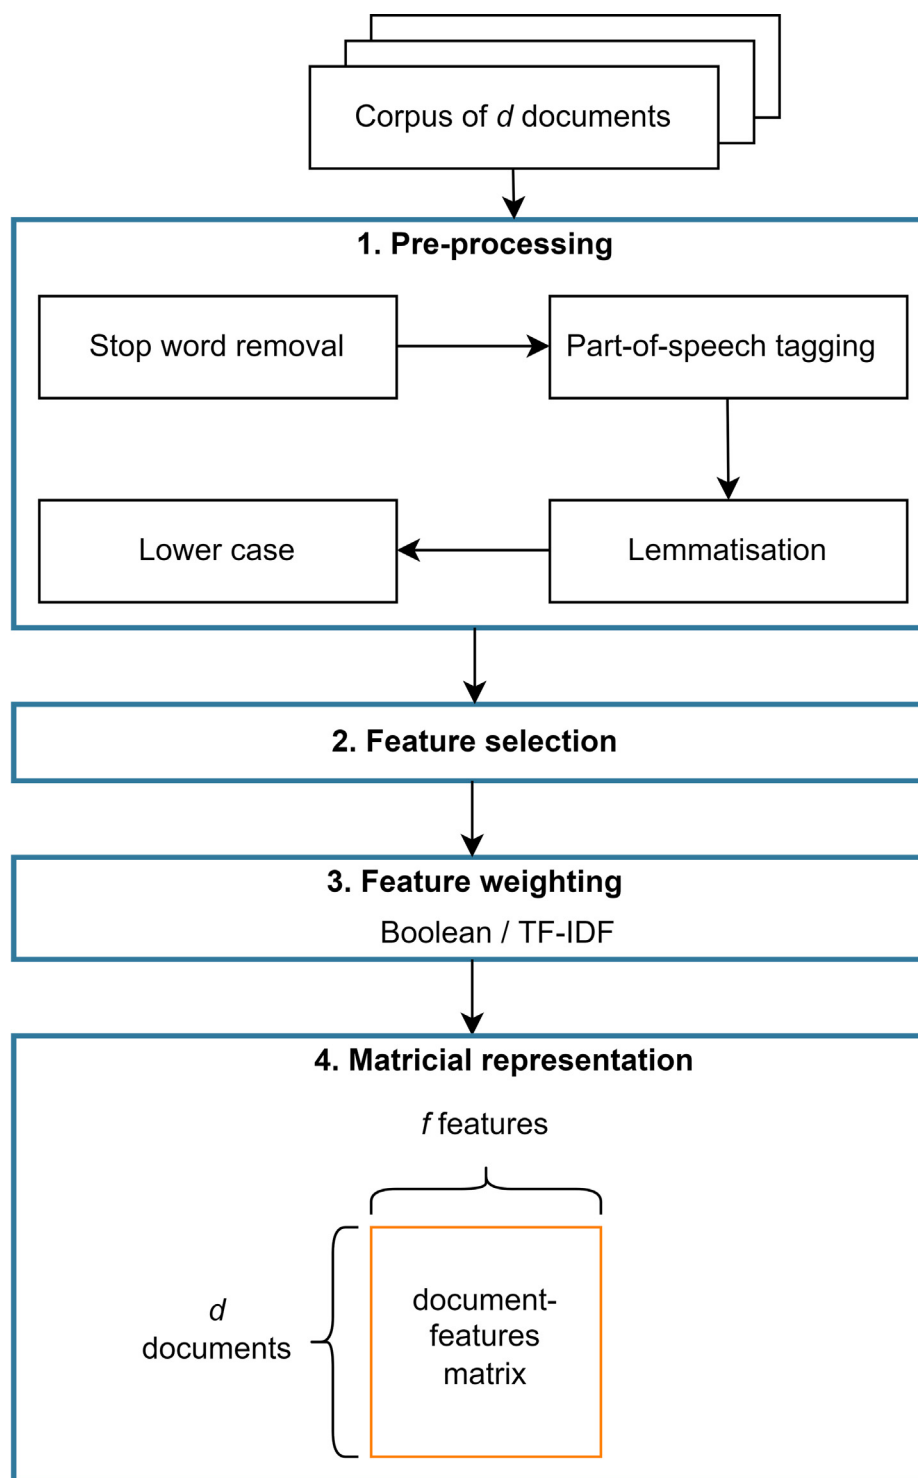 Corpus of d documents
1. Pre-processing
Stop word removal
Part-of-speech tagging
Lower case
Lemmatisation
2. Feature selection
3. Feature weighting
Boolean / TF-IDF
4. Matricial representation
f features
d
documents
document-
features
matrix